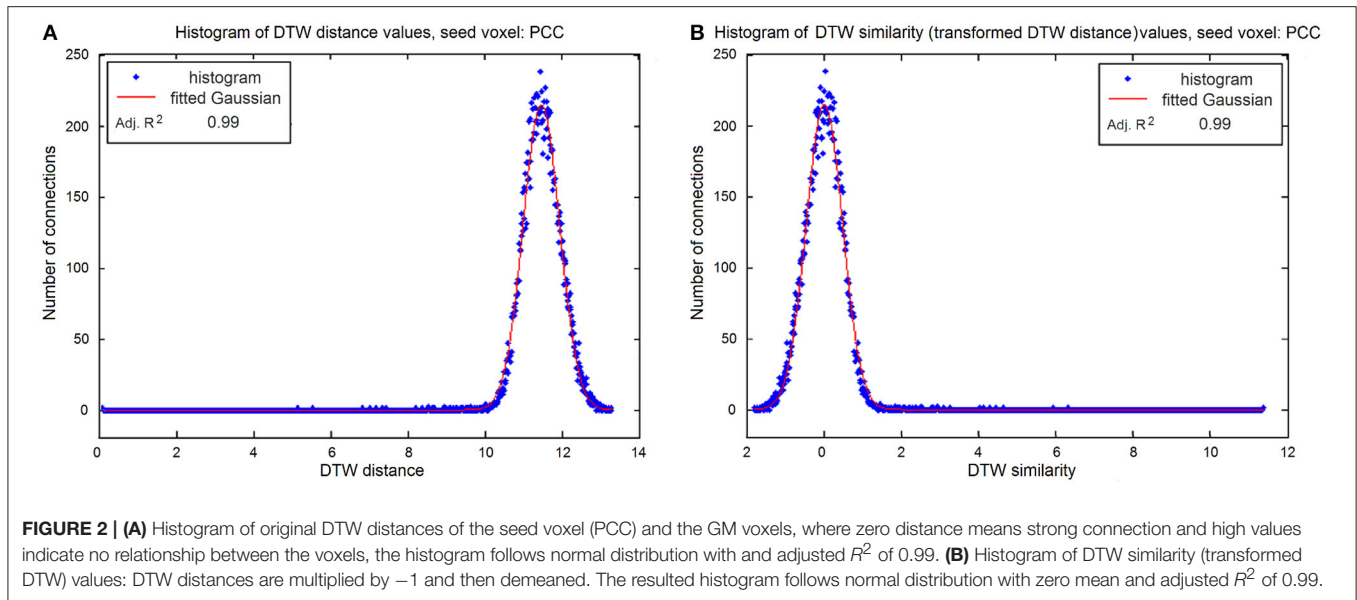 A
Histogram of DTW distance values, seed voxel: PCC
250
200
150
100
50
0
Number of connections
histogram
fitted Gaussian
Adj. R² 0.99
0 2 4 6 8 10 12 14
DTW distance
B
Histogram of DTW similarity (transformed DTW distance) values, seed voxel: PCC
250
200
150
100
50
0
Number of connections
histogram
fitted Gaussian
Adj. R² 0.99
2 0 2 4 6 8 10 12
DTW similarity
FIGURE 2 | (A) Histogram of original DTW distances of the seed voxel (PCC) and the GM voxels, where zero distance means strong connection and high values
indicate no relationship between the voxels, the histogram follows normal distribution with and adjusted R² of 0.99. (B) Histogram of DTW similarity (transformed
DTW) values: DTW distances are multiplied by −1 and then demeaned. The resulted histogram follows normal distribution with zero mean and adjusted R² of 0.99.